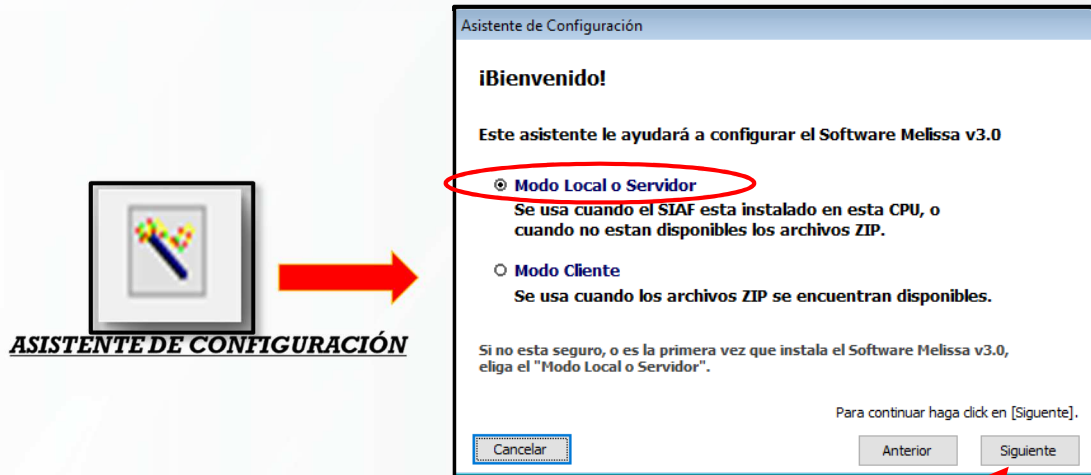 Asistente de Configuración
¡Bienvenido!
Este asistente le ayudará a configurar el Software Melissa v3.0
Modo Local o Servidor
Se usa cuando el SIAF esta instalado en esta CPU, o
cuando no estan disponibles los archivos ZIP.
Modo Cliente
Se usa cuando los archivos ZIP se encuentran disponibles.
ASISTENTE DE CONFIGURACIÓN
Si no esta seguro, o es la primera vez que instala el Software Melissa v3.0,
eliga el "Modo Local o Servidor".
Para continuar haga click en [Siguente].
Cancelar
Anterior
Siguiente